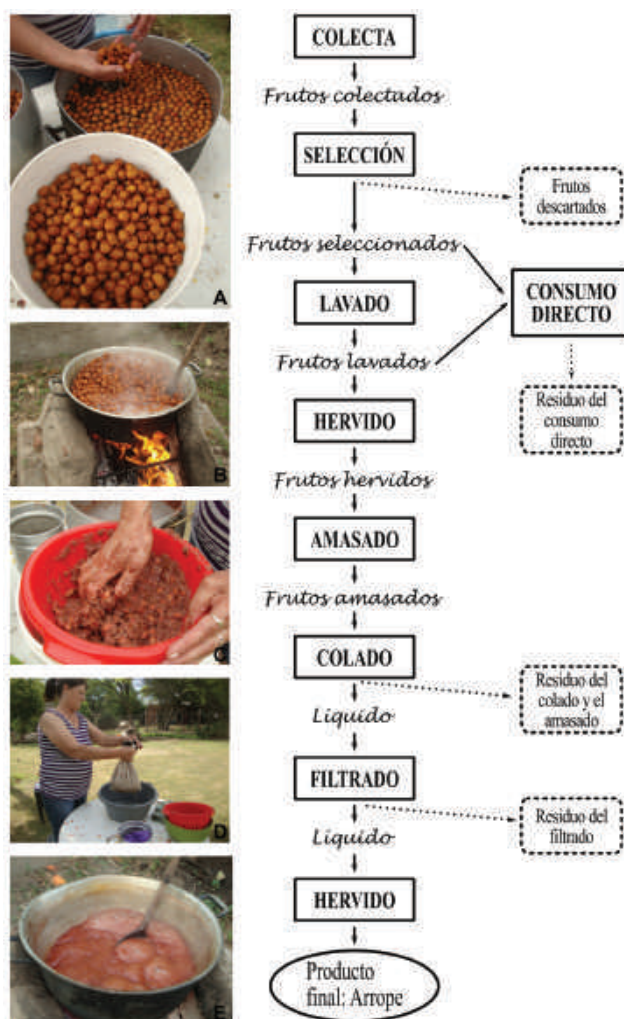 COLECTA
Frutos colectados
SELECCIÓN
Frutos
descartados
Frutos seleccionados
CONSUMO
DIRECTO
LAVADO
Frutos lavados
Residuo del
consumo
directo
HERVIDO
Frutos hervidos
AMASADO
Frutos amasados
COLADO
Residuo del
colado y el
amasado
Líquido
FILTRADO
Residuo del
filtrado
Líquido
HERVIDO
Producto
final: Arrope
A
B
C
D
E